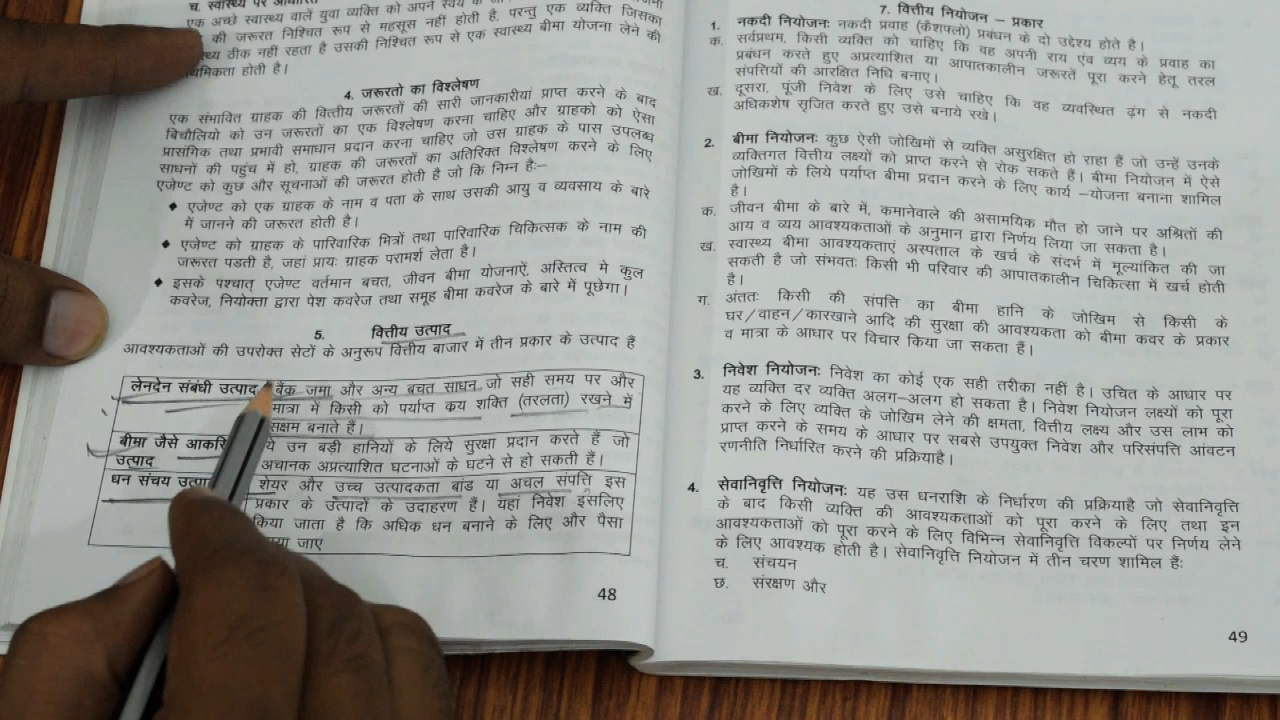 च. स्वास्थ्य पर आधारित
एक अच्छे स्वास्थ्य वालें युवा व्यक्ति को अपने स्वयं के
की ज़रूरत निश्चित रूप से महसूस नहीं होती है, परन्तु एक व्यक्ति जिसका
ठीक नहीं रहता है उसकी निश्चित रूप से एक स्वास्थ्य बीमा योजना लेने की
होती है।
4. जरूरतो का विश्लेषण
एक संभावित ग्राहक की वित्तीय जरूरतों की सारी जानकारीयां प्राप्त करने के बाद
बिचौलियो को उन जरूरतों का एक विश्लेषण करना चाहिए और ग्राहको को ऐसा
प्रासंगिक तथा प्रभावी समाधान प्रदान करना चाहिए जो उस ग्राहक के पास उपलब्ध
साधनों की पहुंच में हो, ग्राहक की जरूरतों का अतिरिक्त विश्लेषण करने के लिए
एजेण्ट को कुछ और सूचनाओं की जरूरत होती है जो कि निम्न है:–
◆ एजेण्ट को एक ग्राहक के नाम व पता के साथ उसकी आयु व व्यवसाय के बारे
में जानने की जरूरत होती है।
◆ एजेण्ट को ग्राहक के पारिवारिक मित्रों तथा पारिवारिक चिकित्सक के नाम की
जरूरत पडती है, जहां प्रायः ग्राहक परामर्श लेता है।
◆ इसके पश्चात् एजेण्ट वर्तमान बचत, जीवन बीमा योजनाऐं, अस्तित्व मे कुल
कवरेज, नियोक्ता द्वारा पेश कवरेज तथा समूह बीमा कवरेज के बारे में पूछेगा।
5. वित्तीय उत्पाद
आवश्यकताओं की उपरोक्त सेटों के अनुरूप वित्तीय बाजार में तीन प्रकार के उत्पाद हैं
लेनदेन संबंधी उत्पाद बैंक जमा और अन्य बचत साधन जो सही समय पर और
मात्रा में किसी को पर्याप्त कय शक्ति (तरलता) रखने में
सक्षम बनाते हैं।
बीमा जैसे उन बड़ी हानियों के लिये सुरक्षा प्रदान करते हैं जो
उत्पाद अचानक अप्रत्याशित घटनाओं के घटने से हो सकती हैं।
धन संचय शेयर और उच्च उत्पादकता बांड या अचल संपत्ति इस
प्रकार के उत्पादों के उदाहरण हैं। यहां निवेश इसलिए
किया जाता है कि अधिक धन बनाने के लिए और पैसा
जाए
48
7. वित्तीय नियोजन – प्रकार
1. नकदी नियोजनः नकदी प्रवाह (कैशफ्लो) प्रबंधन के दो उद्देश्य होते है।
क. सर्वप्रथम, किसी व्यक्ति को चाहिए कि वह अपनी राय एंव व्यय के प्रवाह का
प्रबंधन करते हुए अप्रत्याशित या आपातकालीन जरूरतें पूरा करने हेतू तरल
संपत्तियों की आरक्षित निधि बनाए।
ख. दूसरा, पूंजी निवेश के लिए उसे चाहिए कि वह व्यवस्थित ढ़ंग से नकदी
अधिकशेष सृजित करते हुए उसे बनाये रखे।
2. बीमा नियोजनः कुछ ऐसी जोखिमों से व्यक्ति असुरक्षित हो रहा हैं जो उन्हें उनके
व्यक्तिगत वित्तीय लक्ष्यों को प्राप्त करने से रोक सकते हैं। बीमा नियोजन में ऐसे
जोखिमों के लिये पर्याप्त बीमा प्रदान करने के लिए कार्य –योजना बनाना शामिल
है।
क. जीवन बीमा के बारे में, कमानेवाले की असामयिक मौत हो जाने पर अश्रितों की
आय व व्यय आवश्यकताओं के अनुमान द्वारा निर्णय लिया जा सकता है।
ख. स्वास्थ्य बीमा आवश्यकताएं अस्पताल के खर्च के संदर्भ में मूल्यांकित की जा
सकती है जो संभवतः किसी भी परिवार की आपातकालीन चिकित्सा में खर्च होती
है।
ग. अंततः किसी की संपत्ति का बीमा हानि के जोखिम से किसी के
घर/वाहन/कारखाने आदि की सुरक्षा की आवश्यकता को बीमा कवर के प्रकार
व मात्रा के आधार पर विचार किया जा सकता हैं।
3. निवेश नियोजनः निवेश का कोई एक सही तरीका नहीं है। उचित के आधार पर
यह व्यक्ति दर व्यक्ति अलग–अलग हो सकता है। निवेश नियोजन लक्ष्यों को पूरा
करने के लिए व्यक्ति के जोखिम लेने की क्षमता, वित्तीय लक्ष्य और उस लाभ को
प्राप्त करने के समय के आधार पर सबसे उपयुक्त निवेश और परिसंपत्ति आंवटन
रणनीति निर्धारित करने की प्रक्रियाहै।
4. सेवानिवृत्ति नियोजनः यह उस धनराशि के निर्धारण की प्रक्रियाहै जो सेवानिवृत्ति
के बाद किसी व्यक्ति की आवश्यकताओं को पूरा करने के लिए तथा इन
आवश्यकताओं को पूरा करने के लिए विभिन्न सेवानिवृत्ति विकल्पों पर निर्णय लेने
के लिए आवश्यक होती है। सेवानिवृत्ति नियोजन में तीन चरण शामिल हैंः
च. संचयन
छ. संरक्षण और
49